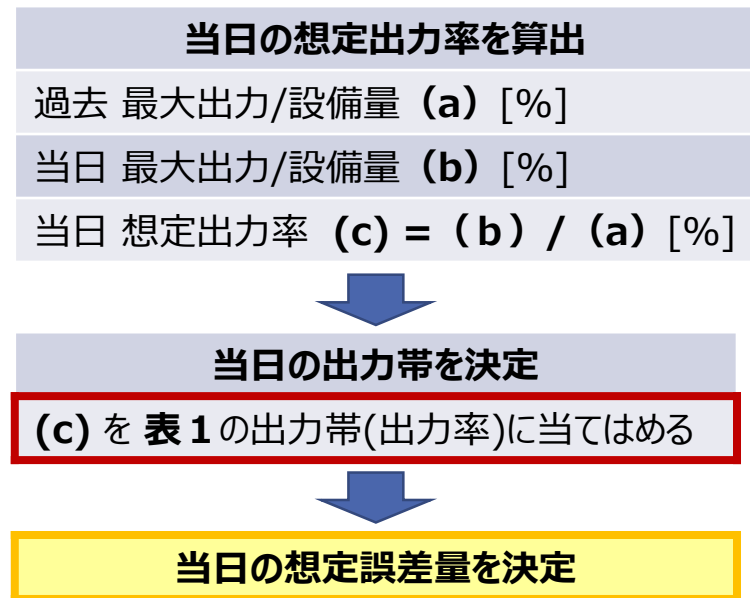 当日の想定出力率を算出
過去 最大出力/設備量（a）[%]
当日 最大出力/設備量（b）[%]
当日 想定出力率 (c) =（ｂ）/（a）[%]
当日の出力帯を決定
(c) を 表１の出力帯(出力率)に当てはめる
当日の想定誤差量を決定